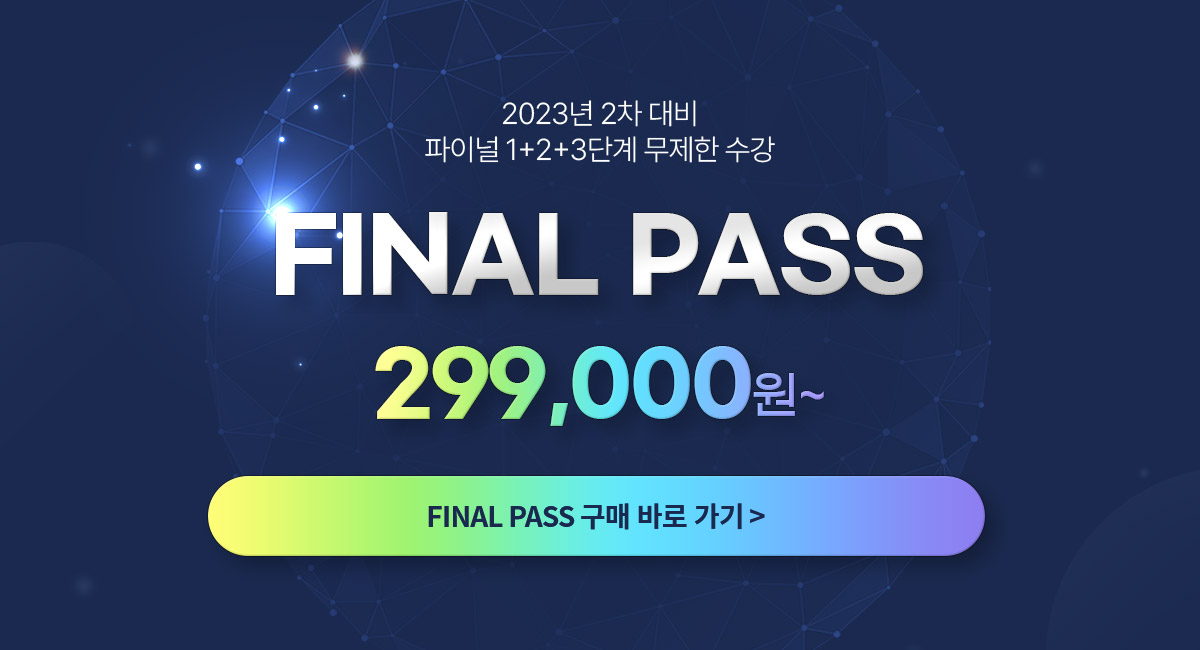 2023년 2차 대비
파이널 1+2+3단계 무제한 수강
FINAL PASS
299,000원~
FINAL PASS 구매 바로 가기 >